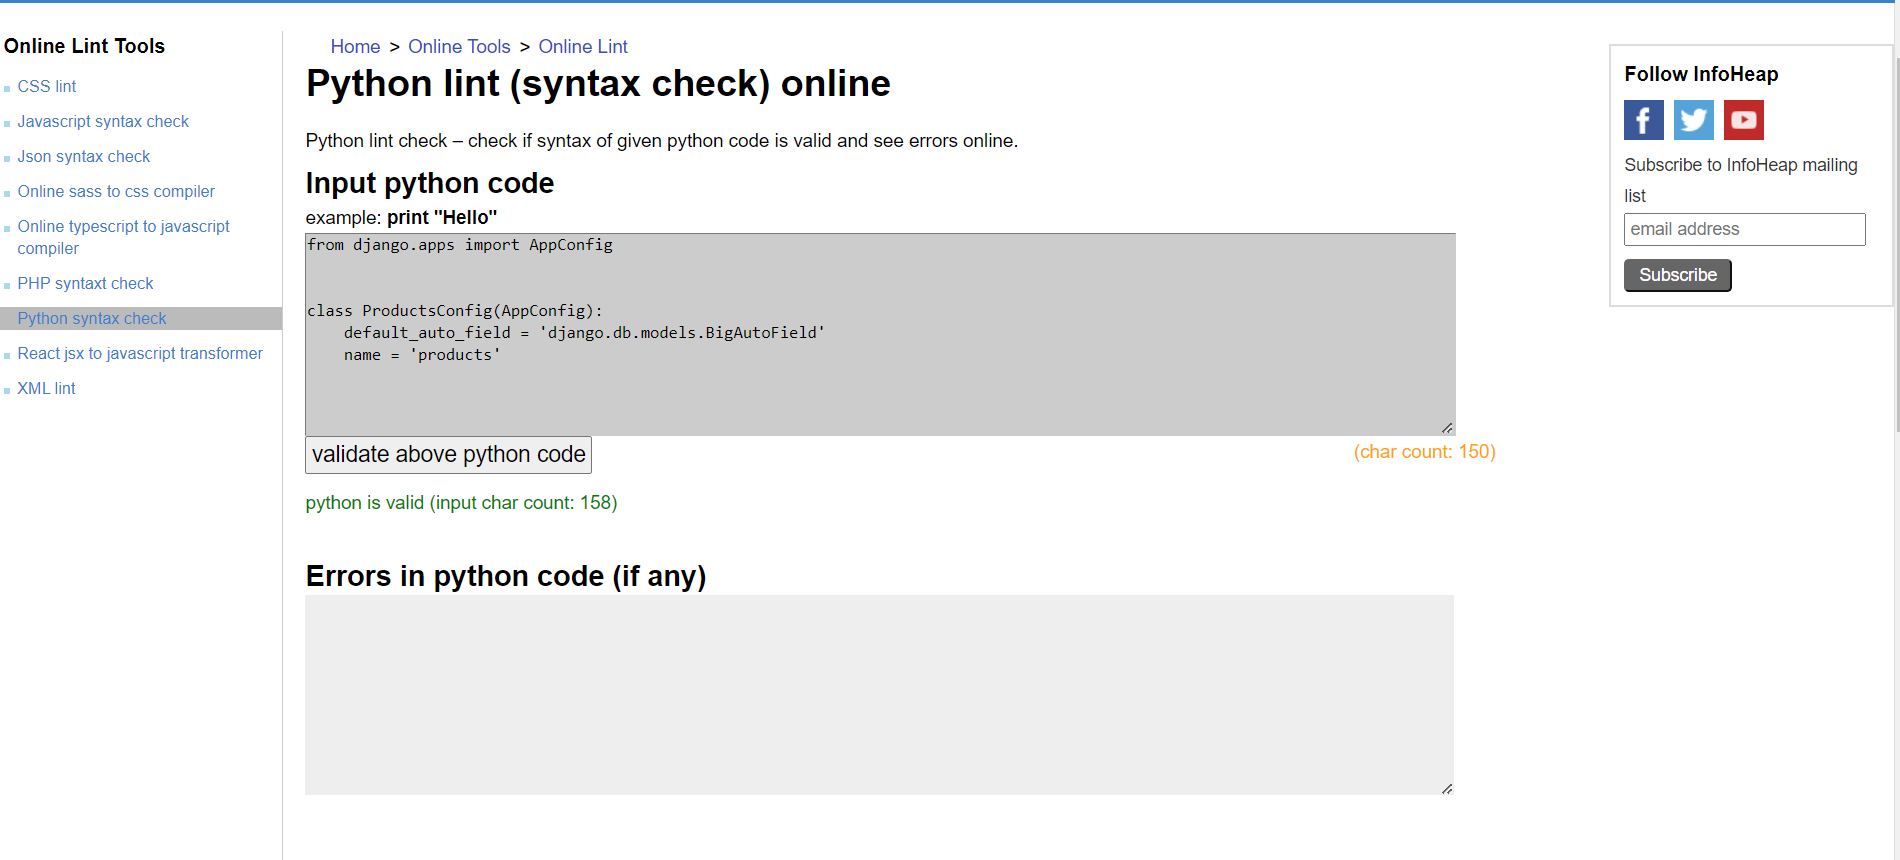 Online Lint Tools
CSS lint
Javascript syntax check
Json syntax check
Online sass to css compiler
Online typescript to javascript
compiler
PHP syntaxt check
Python syntax check
React jsx to javascript transformer
XML lint
Home > Online Tools > Online Lint
Python lint (syntax check) online
Python lint check – check if syntax of given python code is valid and see errors online.
Input python code
example: print "Hello"
from django.apps import AppConfig
class ProductsConfig(AppConfig):
    default_auto_field = 'django.db.models.BigAutoField'
    name = 'products'
validate above python code
(char count: 150)
python is valid (input char count: 158)
Errors in python code (if any)
Follow InfoHeap
Subscribe to InfoHeap mailing
list
email address
Subscribe